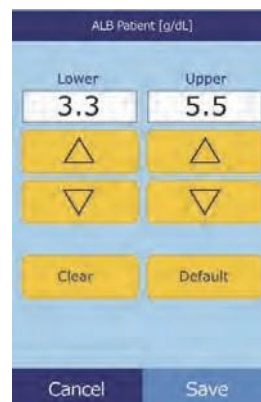 ALB Patient [g/dL]
Lower Upper
3.3 5.5
Clear Default
Cancel Save